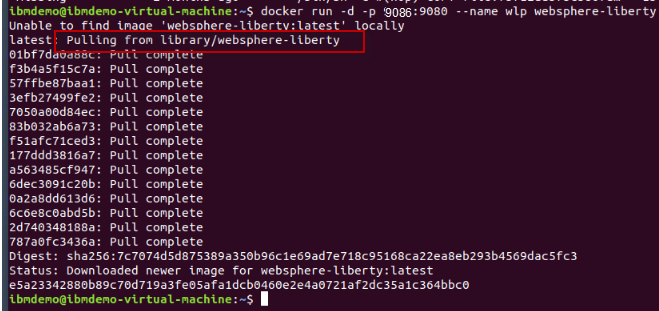 ibmdemo@ibmdemo-virtual-machine:~$ docker run -d -p 9086:9080 --name wlp websphere-liberty
Unable to find image 'websphere-liberty:latest' locally
latest: Pulling from library/websphere-liberty
01bf7da0a88c: Pull complete
f3b4a5f15c7a: Pull complete
57ffbe87baa1: Pull complete
3efb27499fe2: Pull complete
7050a00d84ec: Pull complete
83b032ab6a73: Pull complete
f51afc71ced3: Pull complete
177ddd3816a7: Pull complete
a563485cf947: Pull complete
6dec3091c20b: Pull complete
0a2a8dd613d6: Pull complete
6c6e8c0abd5b: Pull complete
2d740348188a: Pull complete
787a0fc3436a: Pull complete
Digest: sha256:7c7074d5d875389a350b96c1e69ad7e718c95168ca22ea8eb293b4569dac5fc3
Status: Downloaded newer image for websphere-liberty:latest
e5a23342880b89c70d719a3fe05afa1dcb0460e2e4a0721af2dc35a1c364bbc0
ibmdemo@ibmdemo-virtual-machine:~$